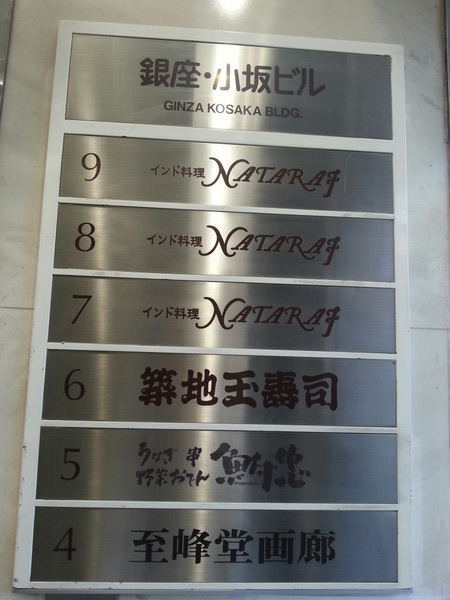 銀座・小坂ビル
GINZA KOSAKA BLDG.
9 インド料理 NATARAJ
8 インド料理 NATARAJ
7 インド料理 NATARAJ
6 築地玉壽司
5 うなぎ 串
野菜おでん
4 至峰堂画廊